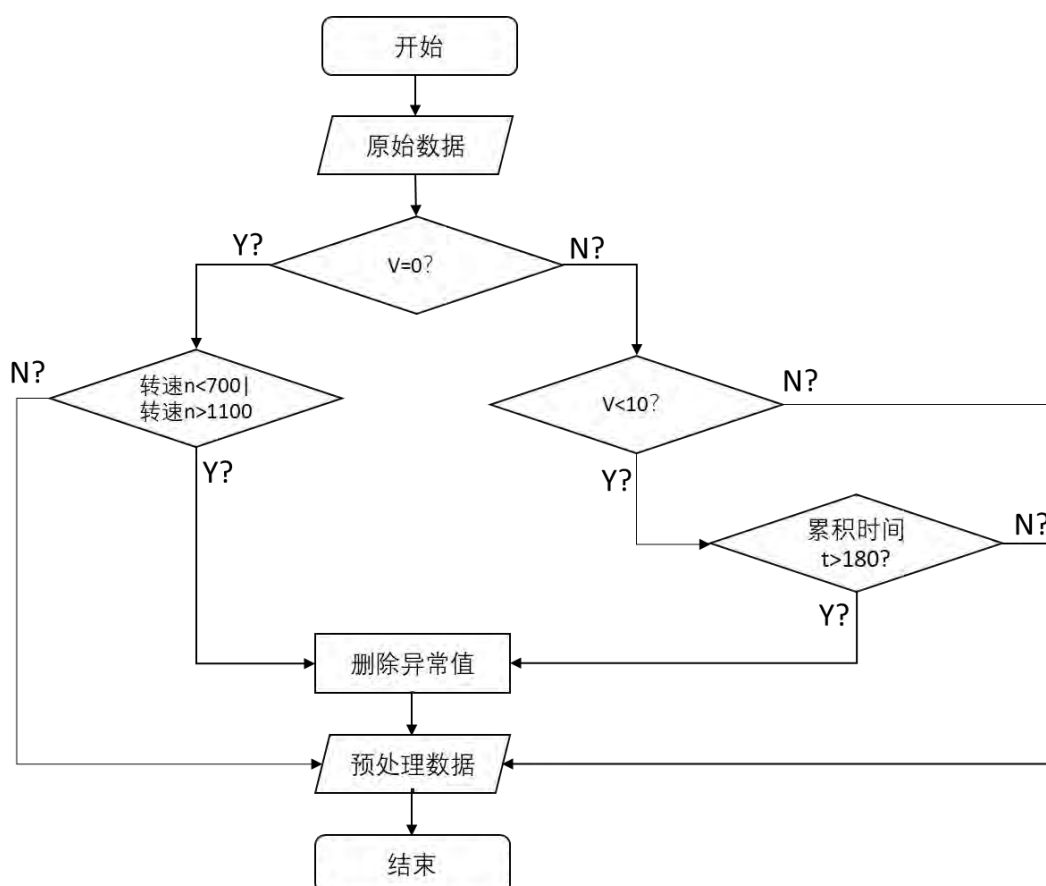 开始
原始数据
Y?
N?
V=0?
N?
转速n<700|
转速n>1100
V<10?
N?
Y?
Y?
累积时间
t>180?
N?
Y?
删除异常值
预处理数据
结束